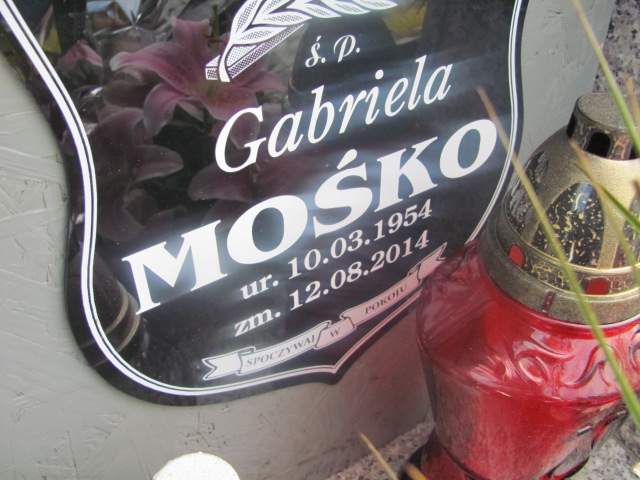 Ś. P.
Gabriela
MOŚKO
ur. 10.03.1954
zm. 12.08.2014
SPOCZYWAJ W POKOJU